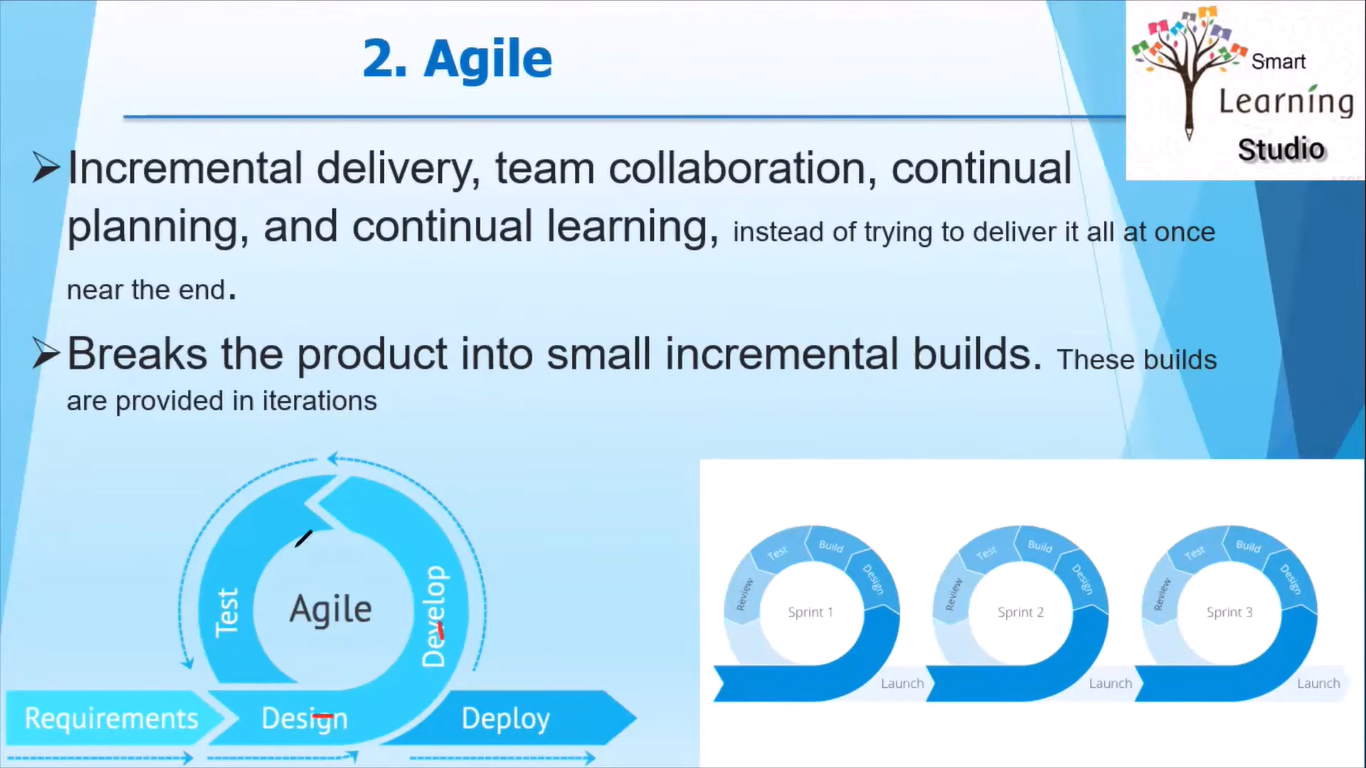 2. Agile
Smart
Learning
Studio
➢Incremental delivery, team collaboration, continual
planning, and continual learning, instead of trying to deliver it all at once
near the end.
➢Breaks the product into small incremental builds. These builds
are provided in iterations
Test
Agile
Develop
Requirements
Design
Deploy
Review
Test
Build
Design
Sprint 1
Launch
Review
Test
Build
Design
Sprint 2
Launch
Review
Test
Build
Design
Sprint 3
Launch